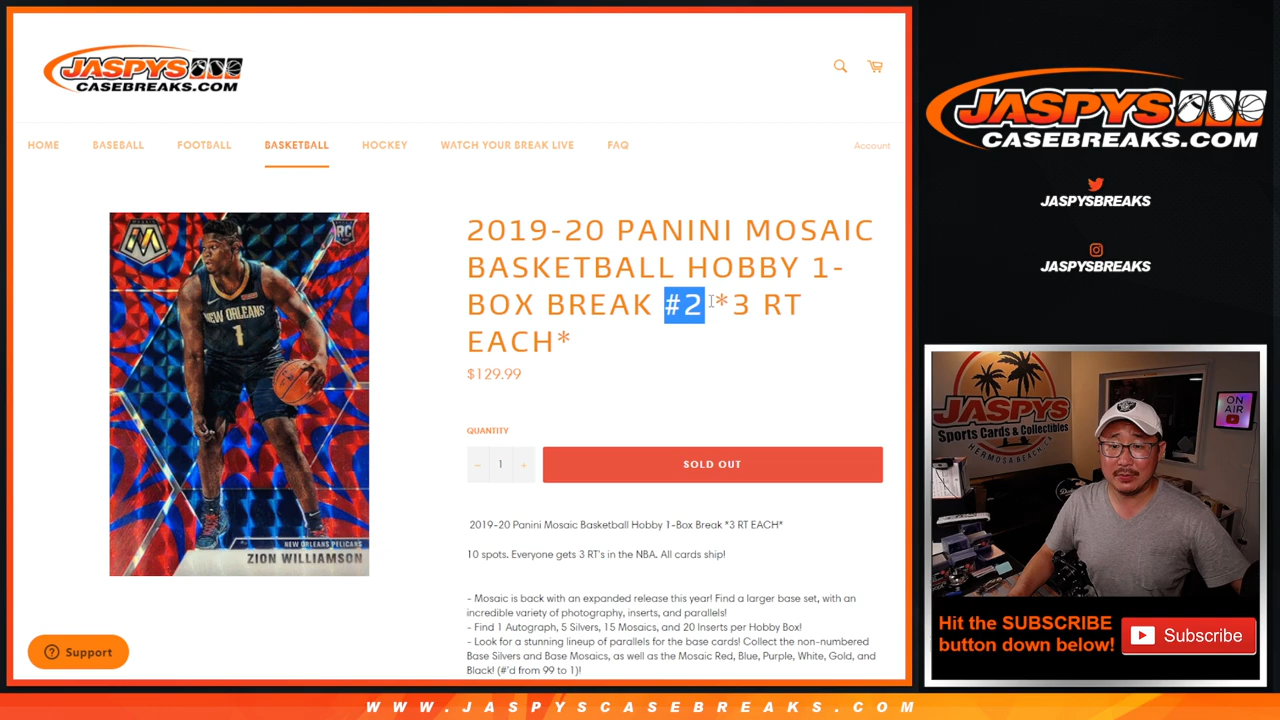 JASPYS
CASEBREAKS.COM
HOME BASEBALL FOOTBALL BASKETBALL HOCKEY WATCH YOUR BREAK LIVE FAQ Account
2019-20 PANINI MOSAIC
BASKETBALL HOBBY 1-
BOX BREAK #2 *3 RT
EACH*
$129.99
QUANTITY
− 1 +
SOLD OUT
2019-20 Panini Mosaic Basketball Hobby 1-Box Break *3 RT EACH*
10 spots. Everyone gets 3 RT's in the NBA. All cards ship!
- Mosaic is back with an expanded release this year! Find a larger base set, with an
incredible variety of photography, inserts, and parallels!
- Find 1 Autograph, 5 Silvers, 15 Mosaics, and 20 Inserts per Hobby Box!
- Look for a stunning lineup of parallels for the base cards! Collect the non-numbered
Base Silvers and Base Mosaics, as well as the Mosaic Red, Blue, Purple, White, Gold, and
Black! (#'d from 99 to 1)!
M
RC
NEW ORLEANS
1
NEW ORLEANS PELICANS
ZION WILLIAMSON
? Support
JASPYS
CASEBREAKS.COM
JASPYSBREAKS
JASPYSBREAKS
JASPYS
Sports Cards & Collectibles
HERMOSA BEACH, CA
ON
AIR
Hit the SUBSCRIBE
button down below!
Subscribe
WWW.JASPYSCASEBREAKS.COM